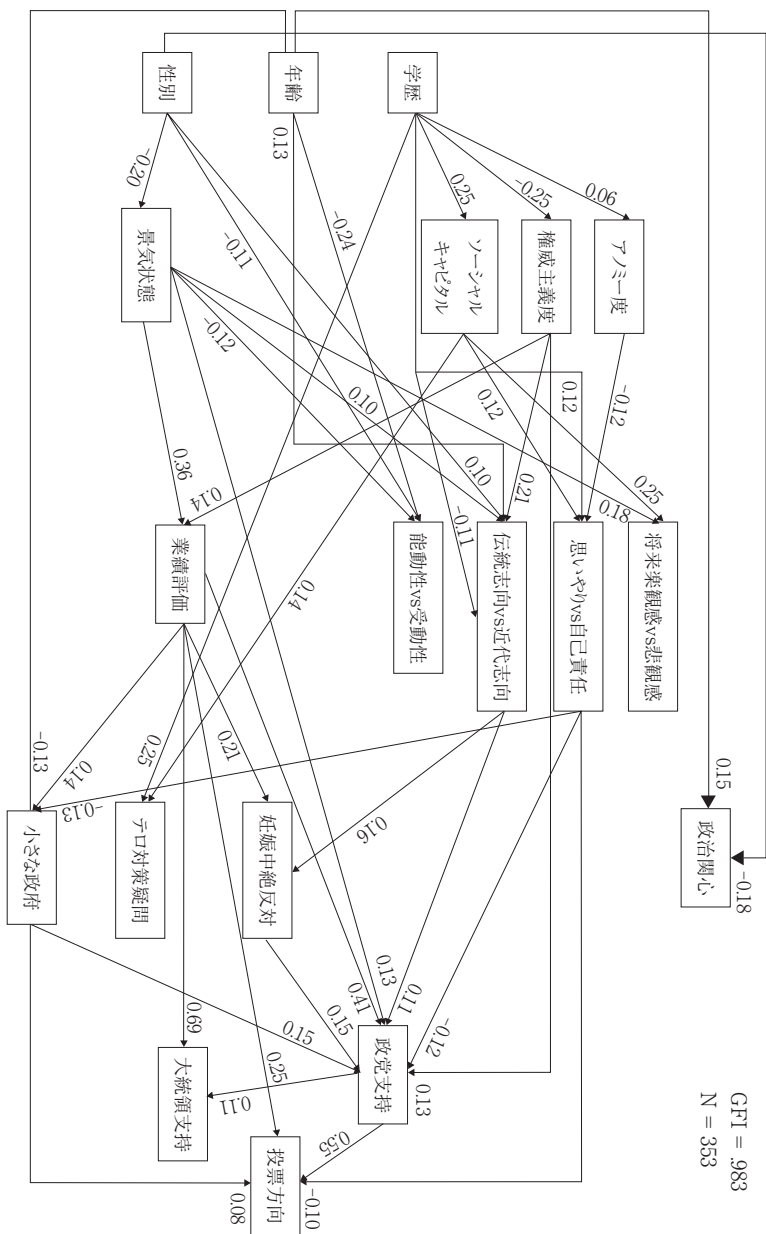 GFI = .983
N = 353
政治関心
0.15
−0.18
将来楽観感vs悲観感
思いやりvs自己責任
伝統志向vs近代志向
能動性vs受動性
アノミー度
権威主義度
ソーシャル
キャピタル
学歴
年齢
性別
景気状態
業績評価
妊娠中絶反対
テロ対策疑問
小さな政府
政党支持
大統領支持
投票方向
0.06
−0.25
0.25
0.13
−0.20
−0.24
−0.11
−0.12
0.10
0.10
0.36
0.14
−0.12
0.12
0.12
0.25
0.18
0.21
−0.11
0.14
0.25
0.21
0.14
−0.13
−0.13
0.16
0.13
0.11
−0.12
0.41
0.15
0.15
0.13
0.69
0.25
0.11
0.55
−0.10
0.08